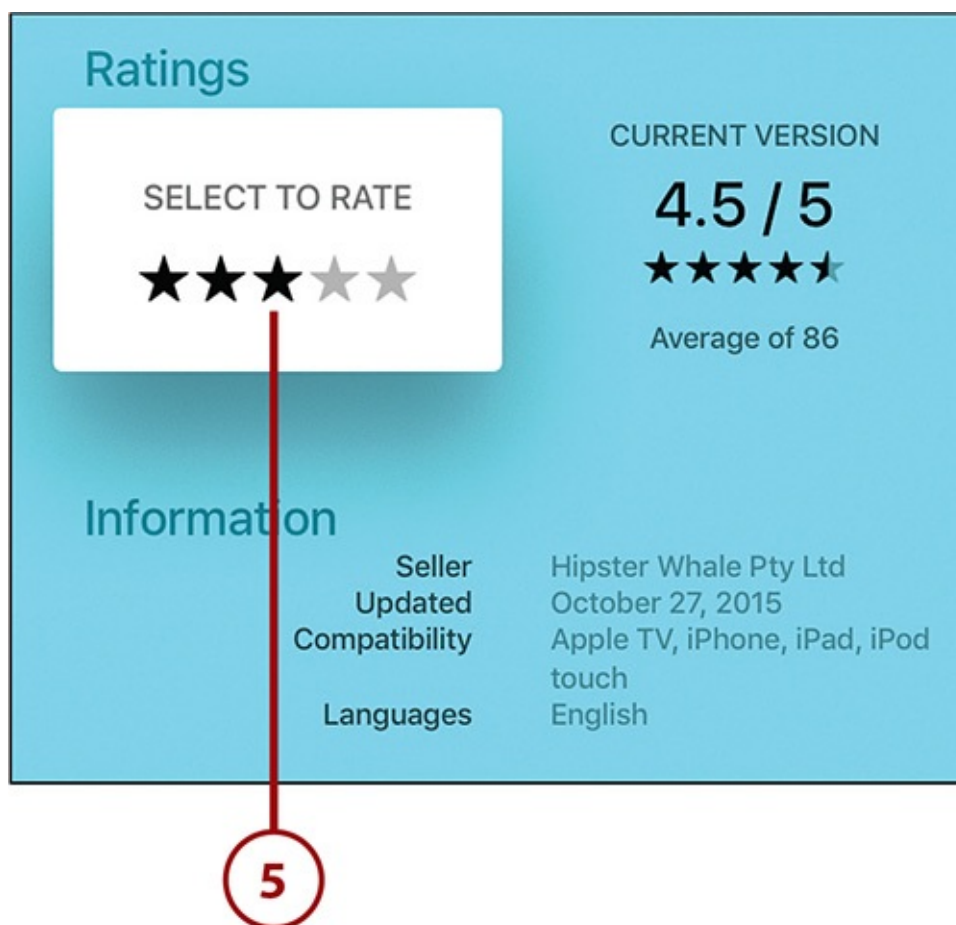 Ratings
SELECT TO RATE
CURRENT VERSION
4.5 / 5
Average of 86
Information
Seller Hipster Whale Pty Ltd
Updated October 27, 2015
Compatibility Apple TV, iPhone, iPad, iPod
touch
Languages English
5